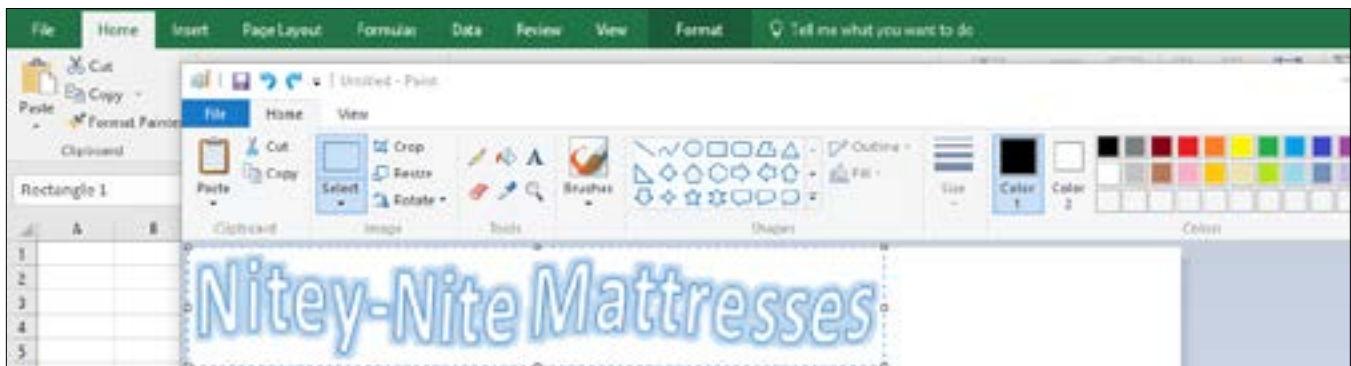 File Home Insert Page Layout Formulas Data Review View Format Tell me what you want to do
Cut
Copy
Paste
Format Painter
Clipboard
Untitled - Paint
File Home View
Cut
Copy
Paste
Select
Crop
Resize
Rotate
A
Brushes
Outline
Fill
Size
Color 1
Color 2
Clipboard Image Tools Shapes Colors
Rectangle 1
A B
1
2
3
4
5
Nitey-Nite Mattresses